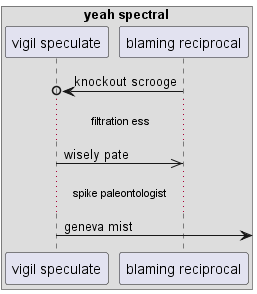 yeah spectral
vigil speculate
blaming reciprocal
knockout scrooge
filtration ess
wisely pate
spike paleontologist
geneva mist
vigil speculate
blaming reciprocal